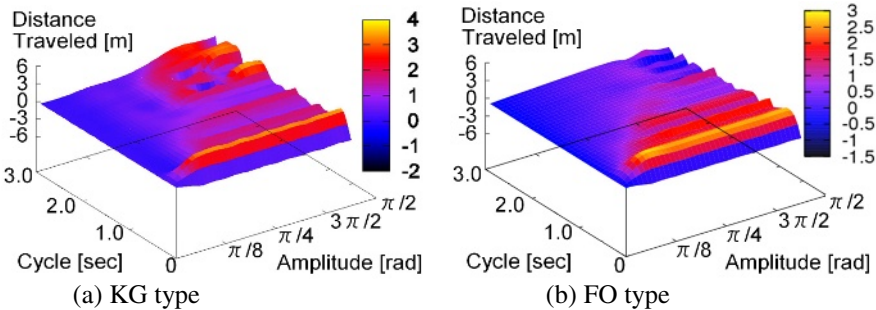 Distance
Traveled [m]
6
3
0
-3
-6
3.0
2.0
1.0
0
Cycle [sec]
π/8
π/4
3 π/2
π/2
Amplitude [rad]
4
3
2
1
0
-1
-2
(a) KG type
Distance
Traveled [m]
6
3
0
-3
-6
3.0
2.0
1.0
0
Cycle [sec]
π/8
π/4
3 π/2
π/2
Amplitude [rad]
3
2.5
2
1.5
1
0.5
0
-0.5
-1
-1.5
(b) FO type